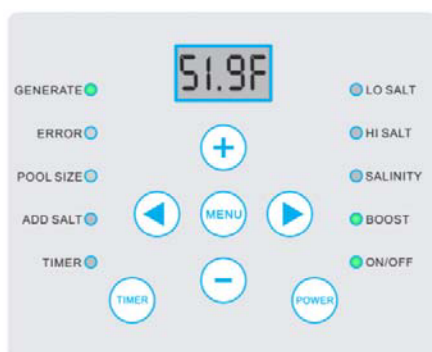 51.9F
GENERATE
LO SALT
ERROR
+
HI SALT
POOL SIZE
SALINITY
ADD SALT
MENU
BOOST
TIMER
−
ON/OFF
TIMER
POWER